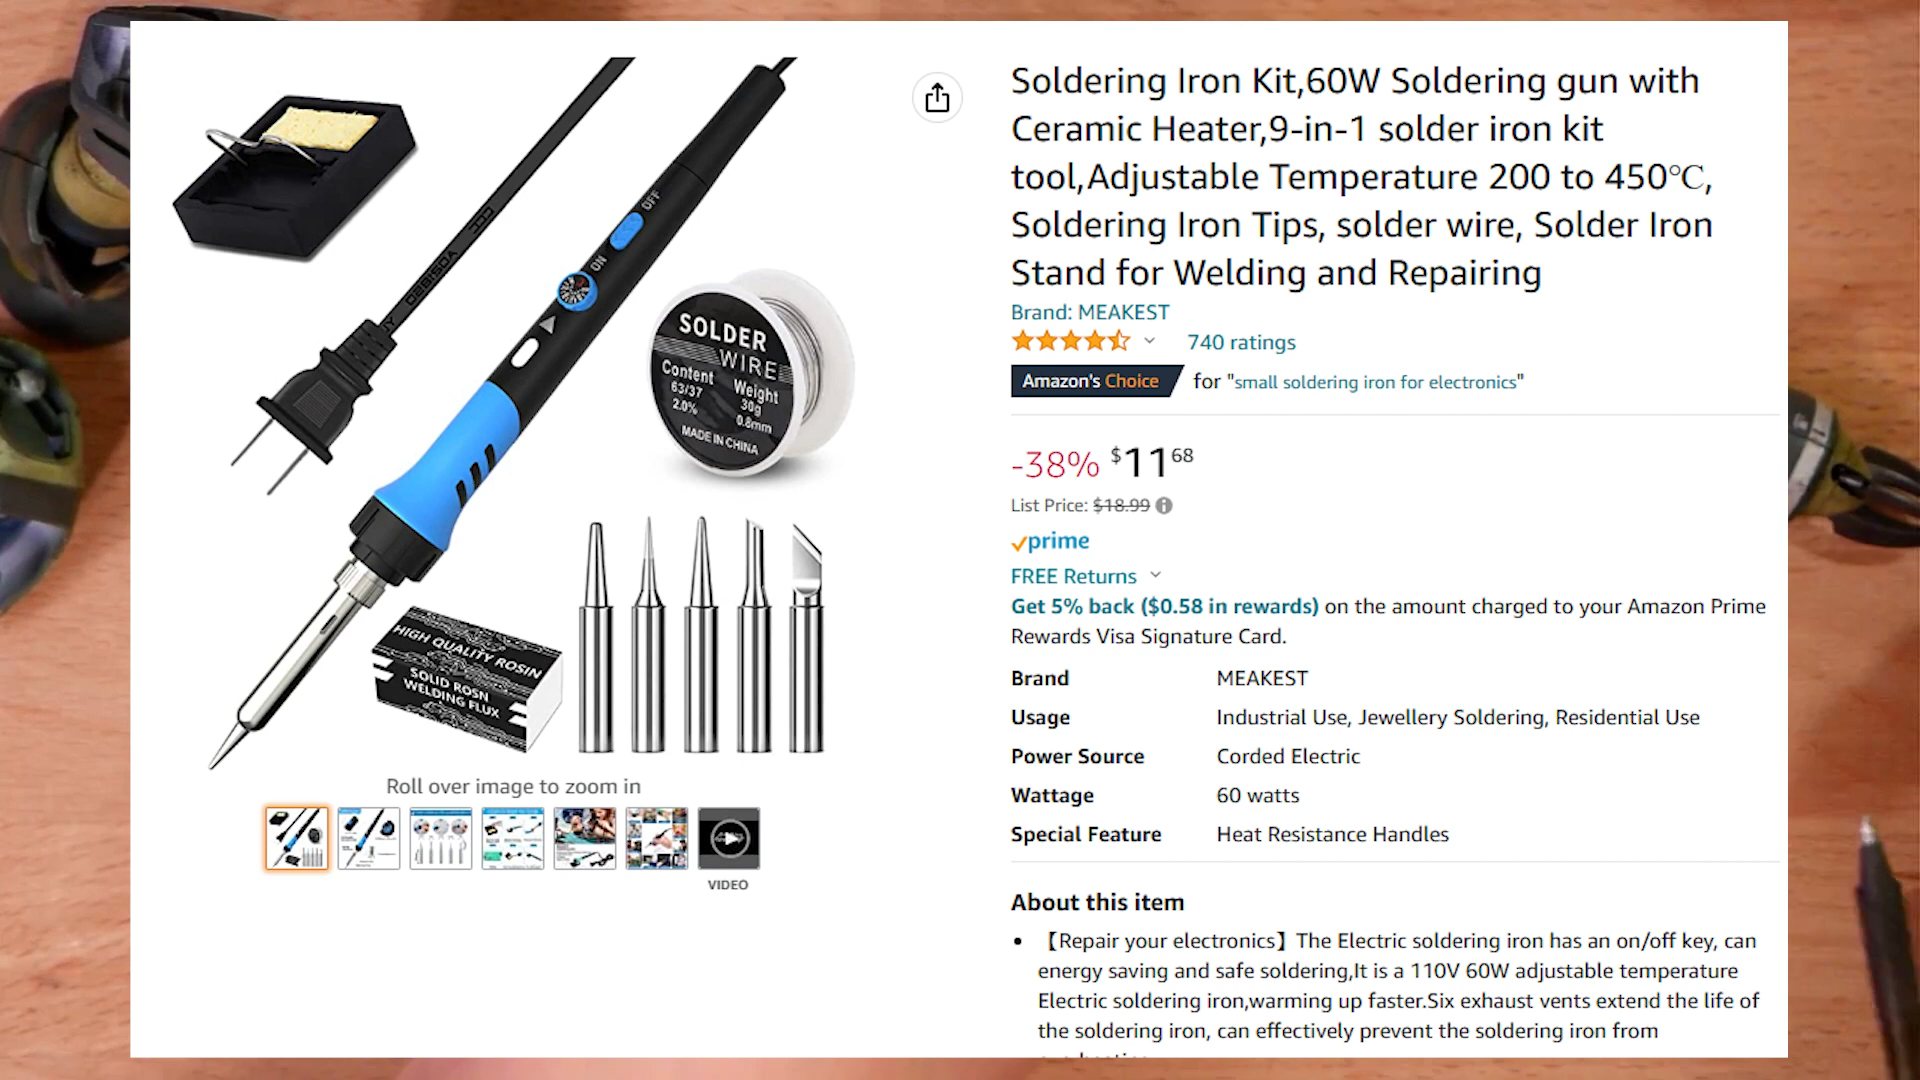 Soldering Iron Kit,60W Soldering gun with
Ceramic Heater,9-in-1 solder iron kit
tool,Adjustable Temperature 200 to 450℃,
Soldering Iron Tips, solder wire, Solder Iron
Stand for Welding and Repairing
Brand: MEAKEST
740 ratings
Amazon's Choice for "small soldering iron for electronics"
-38% $11 68
List Price: $18.99
prime
FREE Returns
Get 5% back ($0.58 in rewards) on the amount charged to your Amazon Prime
Rewards Visa Signature Card.
Brand MEAKEST
Usage Industrial Use, Jewellery Soldering, Residential Use
Power Source Corded Electric
Wattage 60 watts
Special Feature Heat Resistance Handles
About this item
• 【Repair your electronics】The Electric soldering iron has an on/off key, can
energy saving and safe soldering,It is a 110V 60W adjustable temperature
Electric soldering iron,warming up faster.Six exhaust vents extend the life of
the soldering iron, can effectively prevent the soldering iron from
OFF
ON
SOLDER
WIRE
Content
63/37
2.0%
Weight
30g
0.8mm
MADE IN CHINA
HIGH QUALITY ROSIN
SOLID ROSN
WELDING FLUX
Roll over image to zoom in
VIDEO